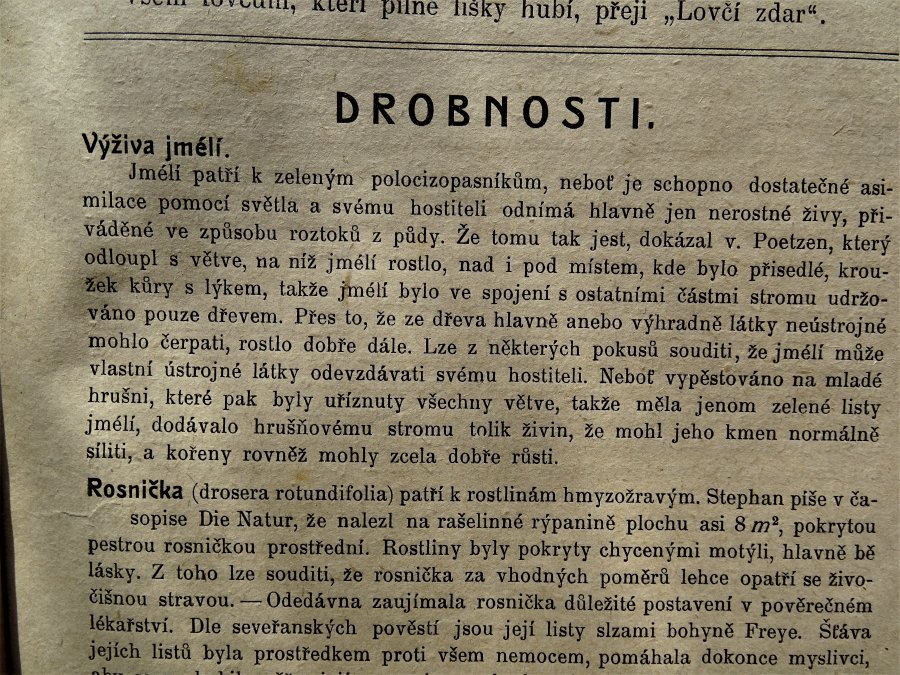 všem lovcům, kteří pilně lišky hubí, přeji „Lovčí zdar“.
DROBNOSTI.
Výživa jmélí.
Jmélí patří k zeleným polocizopasníkům, neboť je schopno dostatečné asi-
milace pomocí světla a svému hostiteli odnímá hlavně jen nerostné živy, při-
váděné ve způsobu roztoků z půdy. Že tomu tak jest, dokázal v. Poetzen, který
odloupl s větve, na níž jmélí rostlo, nad i pod místem, kde bylo přisedlé, krou-
žek kůry s lýkem, takže jmélí bylo ve spojení s ostatními částmi stromu udržo-
váno pouze dřevem. Přes to, že ze dřeva hlavně anebo výhradně látky neústrojné
mohlo čerpati, rostlo dobře dále. Lze z některých pokusů souditi, že jmélí může
vlastní ústrojné látky odevzdávati svému hostiteli. Neboť vypěstováno na mladé
hrušni, které pak byly uříznuty všechny větve, takže měla jenom zelené listy
jmélí, dodávalo hrušňovému stromu tolik živin, že mohl jeho kmen normálně
síliti, a kořeny rovněž mohly zcela dobře růsti.
Rosnička (drosera rotundifolia) patří k rostlinám hmyzožravým. Stephan píše v ča-
sopise Die Natur, že nalezl na rašelinné rýpanině plochu asi 8 m², pokrytou
pestrou rosničkou prostřední. Rostliny byly pokryty chycenými motýli, hlavně bě
lásky. Z toho lze souditi, že rosnička za vhodných poměrů lehce opatří se živo-
čišnou stravou. — Odedávna zaujímala rosnička důležité postavení v pověrečném
lékařství. Dle seveřanských pověstí jsou její listy slzami bohyně Freye. Šťáva
jejích listů byla prostředkem proti všem nemocem, pomáhala dokonce myslivci,